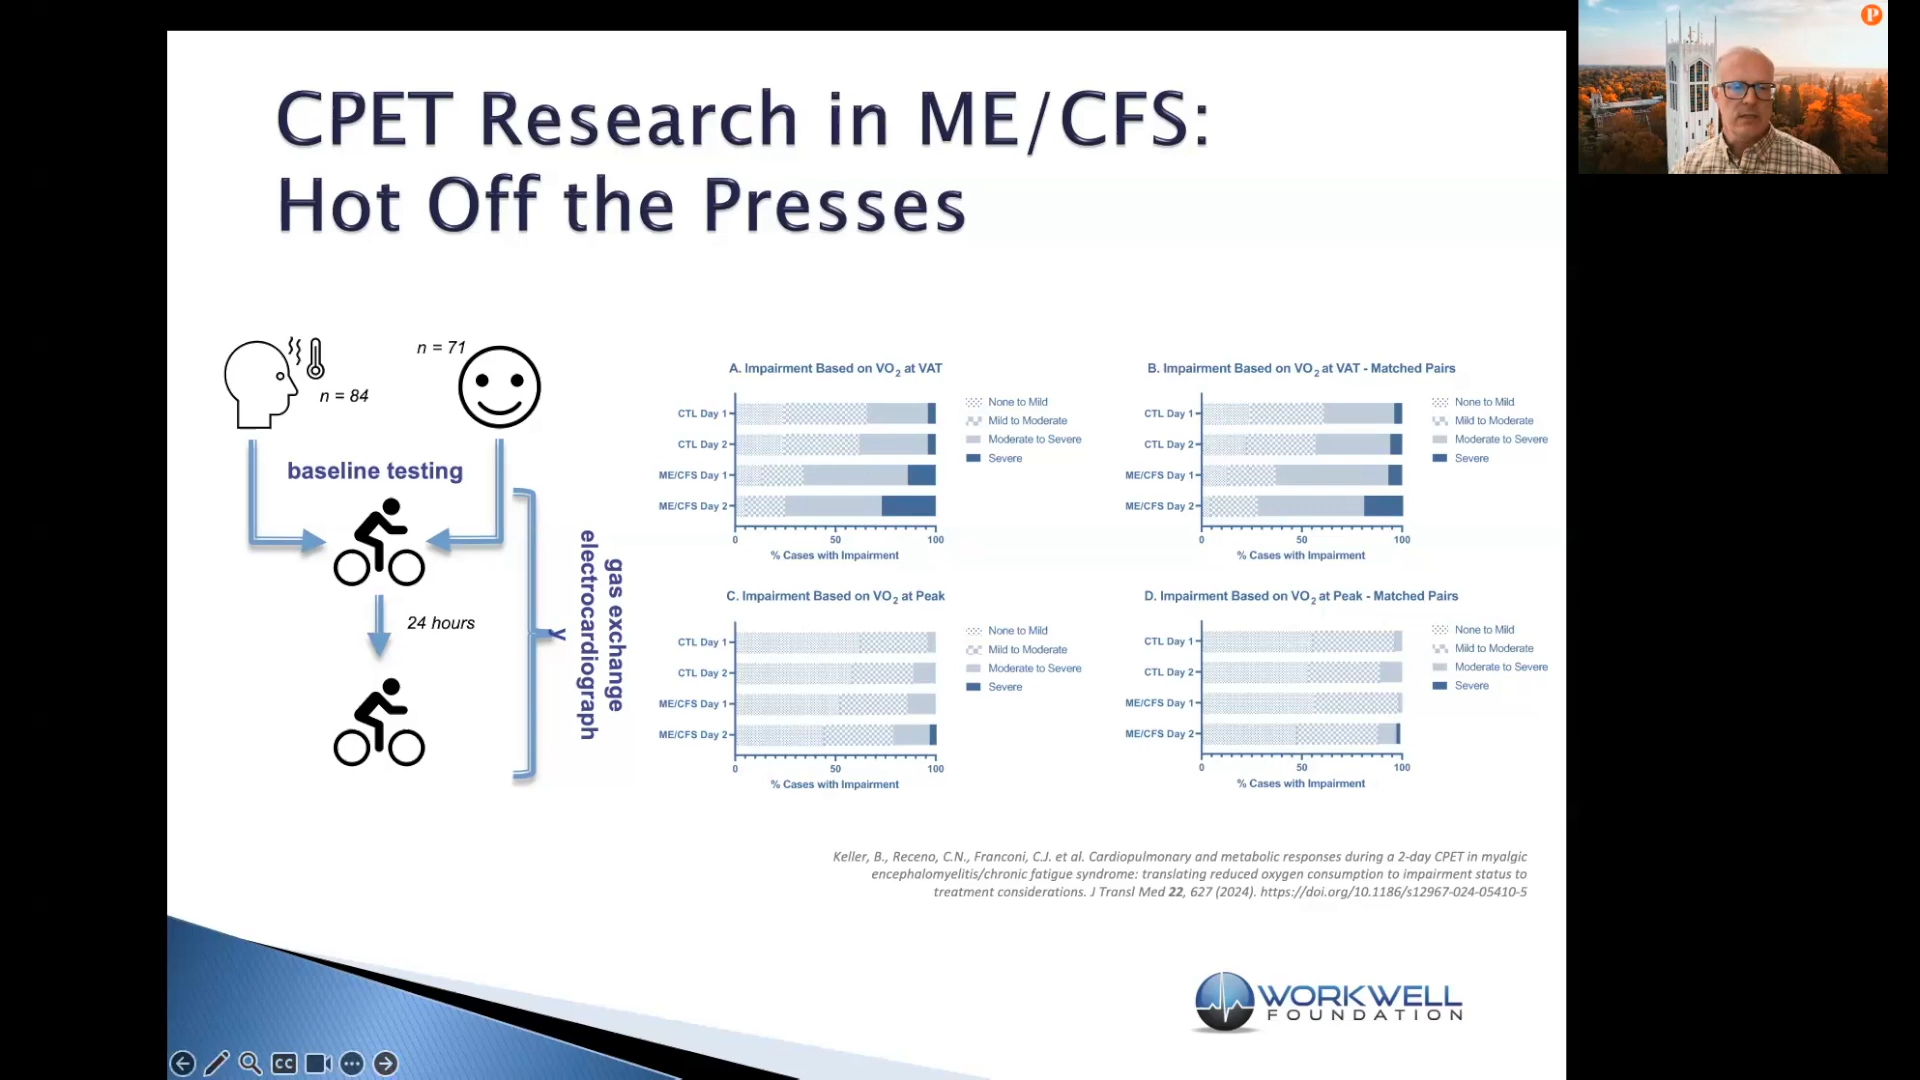 CPET Research in ME/CFS:
Hot Off the Presses
P
n = 84
n = 71
baseline testing
24 hours
gas exchange
electrocardiograph
y
A. Impairment Based on VO2 at VAT
CTL Day 1
CTL Day 2
ME/CFS Day 1
ME/CFS Day 2
0 50 100
% Cases with Impairment
None to Mild
Mild to Moderate
Moderate to Severe
Severe
B. Impairment Based on VO2 at VAT - Matched Pairs
CTL Day 1
CTL Day 2
ME/CFS Day 1
ME/CFS Day 2
0 50 100
% Cases with Impairment
None to Mild
Mild to Moderate
Moderate to Severe
Severe
C. Impairment Based on VO2 at Peak
CTL Day 1
CTL Day 2
ME/CFS Day 1
ME/CFS Day 2
0 50 100
% Cases with Impairment
None to Mild
Mild to Moderate
Moderate to Severe
Severe
D. Impairment Based on VO2 at Peak - Matched Pairs
CTL Day 1
CTL Day 2
ME/CFS Day 1
ME/CFS Day 2
0 50 100
% Cases with Impairment
None to Mild
Mild to Moderate
Moderate to Severe
Severe
Keller, B., Receno, C.N., Franconi, C.J. et al. Cardiopulmonary and metabolic responses during a 2-day CPET in myalgic
encephalomyelitis/chronic fatigue syndrome: translating reduced oxygen consumption to impairment status to
treatment considerations. J Transl Med 22, 627 (2024). https://doi.org/10.1186/s12967-024-05410-5
WORKWELL
FOUNDATION
CC